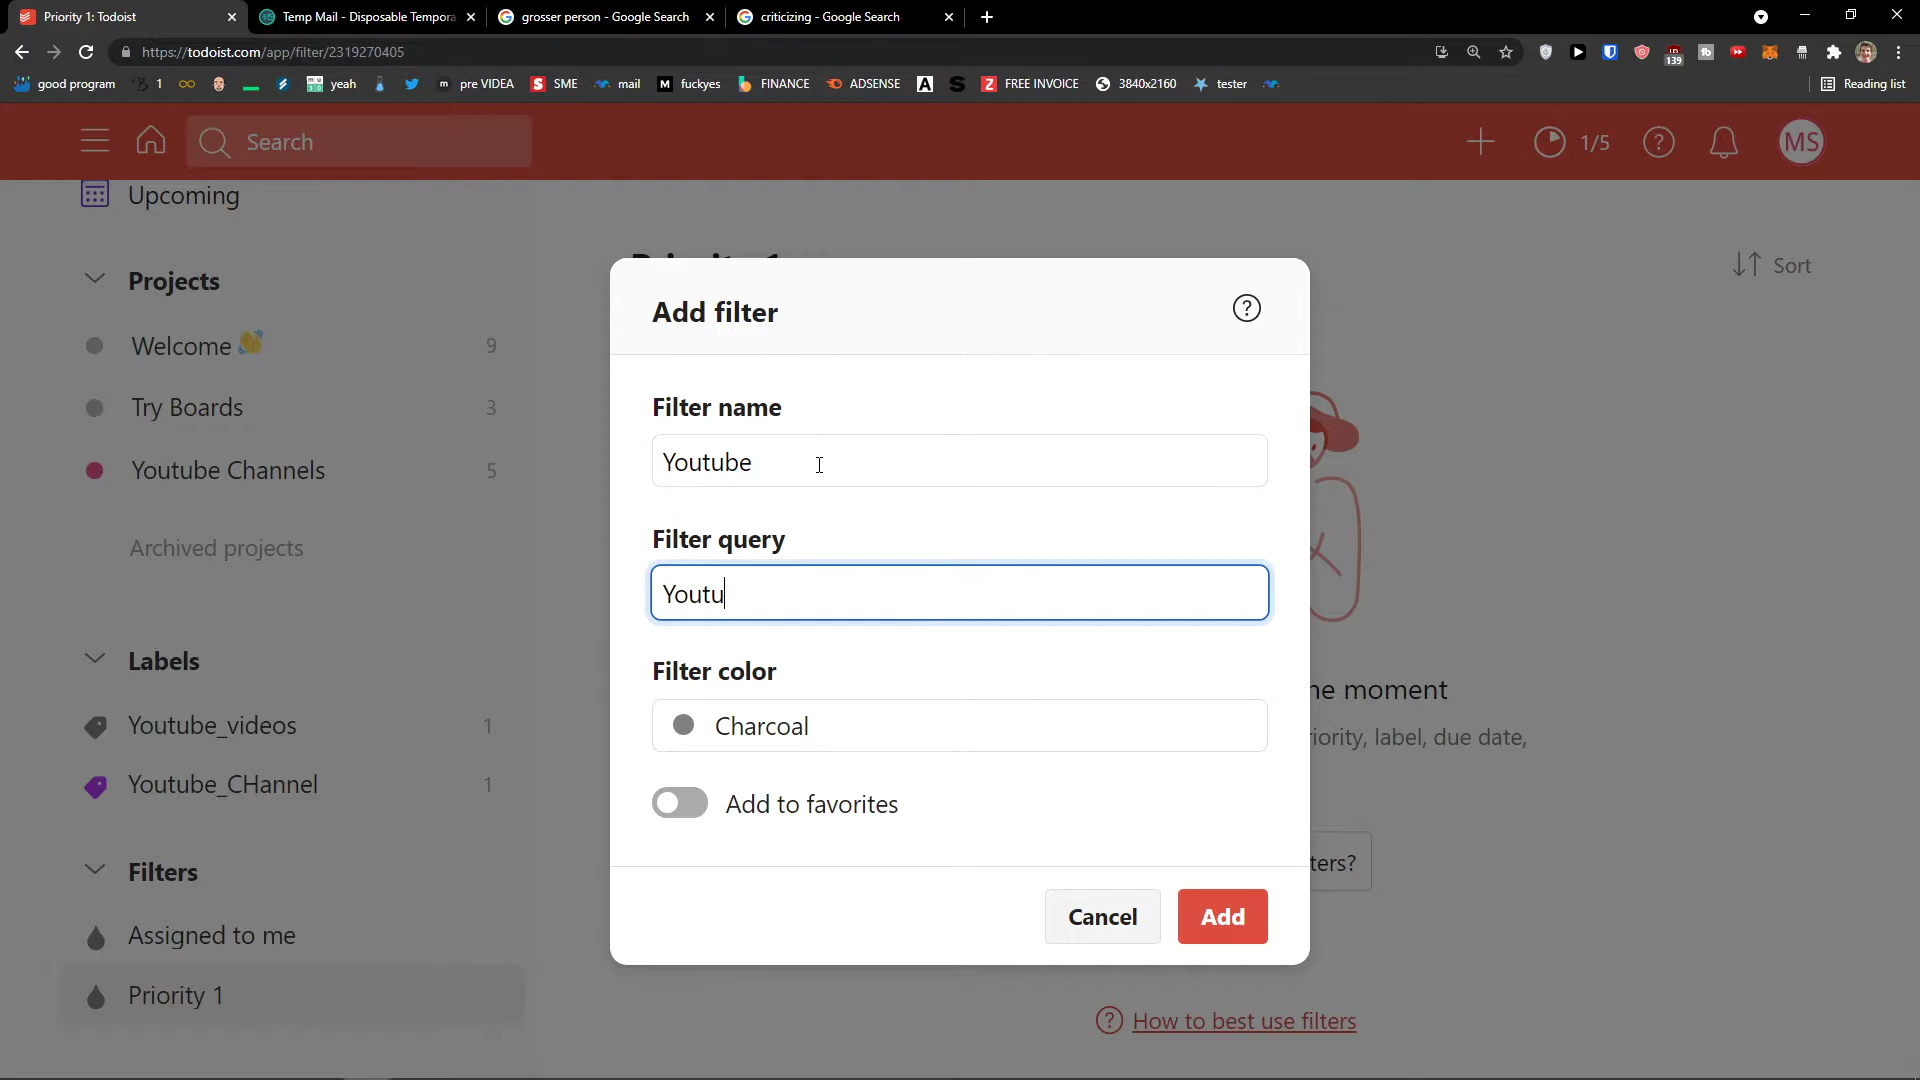 Priority 1: Todoist
Temp Mail - Disposable Tempora
grosser person - Google Search
criticizing - Google Search
https://todoist.com/app/filter/2319270405
139
good program
1
yeah
pre VIDEA
SME
mail
fuckyes
FINANCE
ADSENSE
FREE INVOICE
3840x2160
tester
Reading list
Search
1/5
MS
Upcoming
Projects
Welcome 👋
9
Try Boards
3
Youtube Channels
5
Archived projects
Labels
Youtube_videos
1
Youtube_CHannel
1
Filters
Assigned to me
Priority 1
Sort
Add filter
Filter name
Youtube
Filter query
Youtu
Filter color
Charcoal
Add to favorites
Cancel
Add
he moment
iority, label, due date,
ters?
How to best use filters